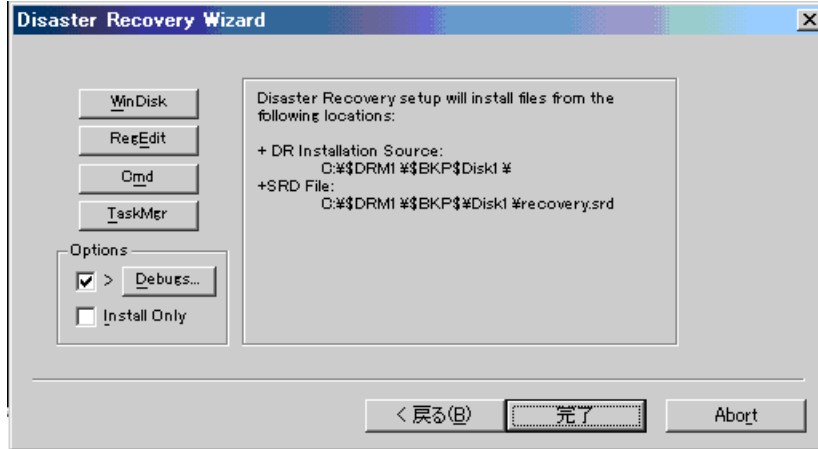 Disaster Recovery Wizard
WinDisk
RegEdit
Cmd
TaskMgr
Options
>
Debugs...
Install Only
Disaster Recovery setup will install files from the
following locations:
+ DR Installation Source:
C:¥$DRM1¥$BKP$Disk1¥
+SRD File:
C:¥$DRM1¥$BKP$¥Disk1¥recovery.srd
< 戻る(B)
完了
Abort